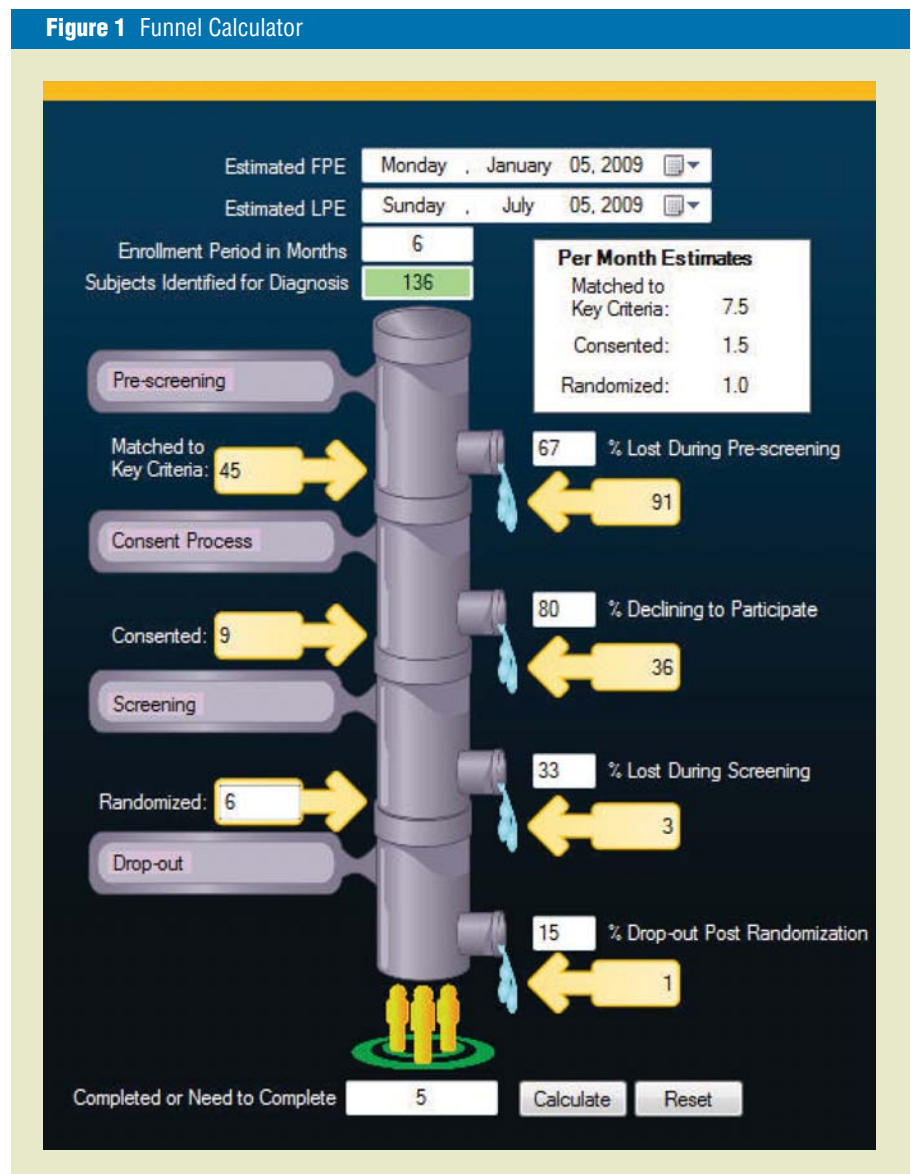 Figure 1 Funnel Calculator
Estimated FPE Monday , January 05, 2009
Estimated LPE Sunday , July 05, 2009
Enrollment Period in Months 6
Subjects Identified for Diagnosis 136
Per Month Estimates
Matched to
Key Criteria: 7.5
Consented: 1.5
Randomized: 1.0
Pre-screening
67 % Lost During Pre-screening
Matched to
Key Criteria: 45
91
Consent Process
80 % Declining to Participate
Consented: 9
36
Screening
33 % Lost During Screening
Randomized: 6
3
Drop-out
15 % Drop-out Post Randomization
1
Completed or Need to Complete 5 Calculate Reset